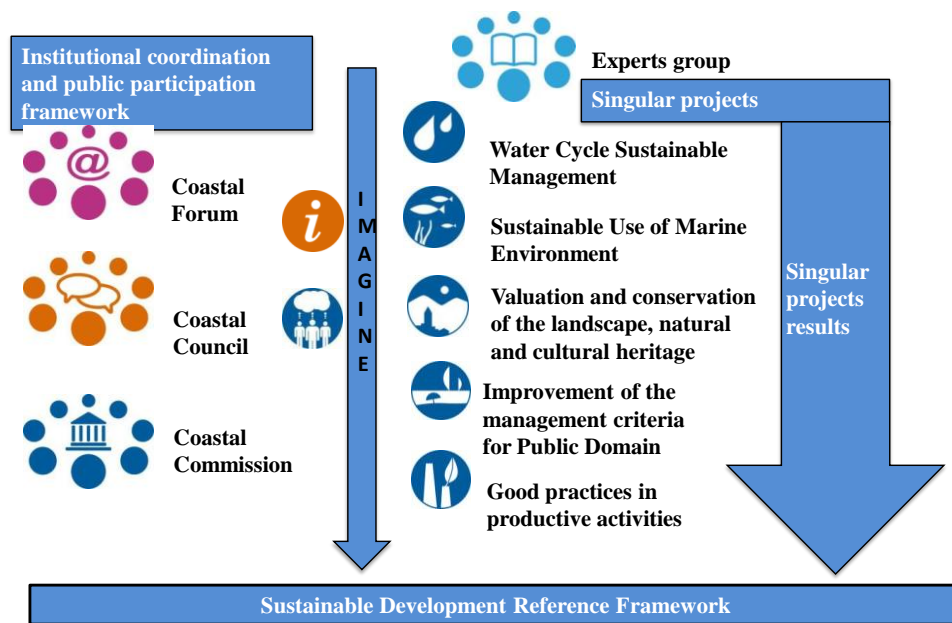 Institutional coordination
and public participation
framework
@
Coastal
Forum
i
Coastal
Council
Coastal
Commission
IMAGINE
Experts group
Singular projects
Water Cycle Sustainable
Management
Sustainable Use of Marine
Environment
Valuation and conservation
of the landscape, natural
and cultural heritage
Improvement of the
management criteria
for Public Domain
Good practices in
productive activities
Singular
projects
results
Sustainable Development Reference Framework